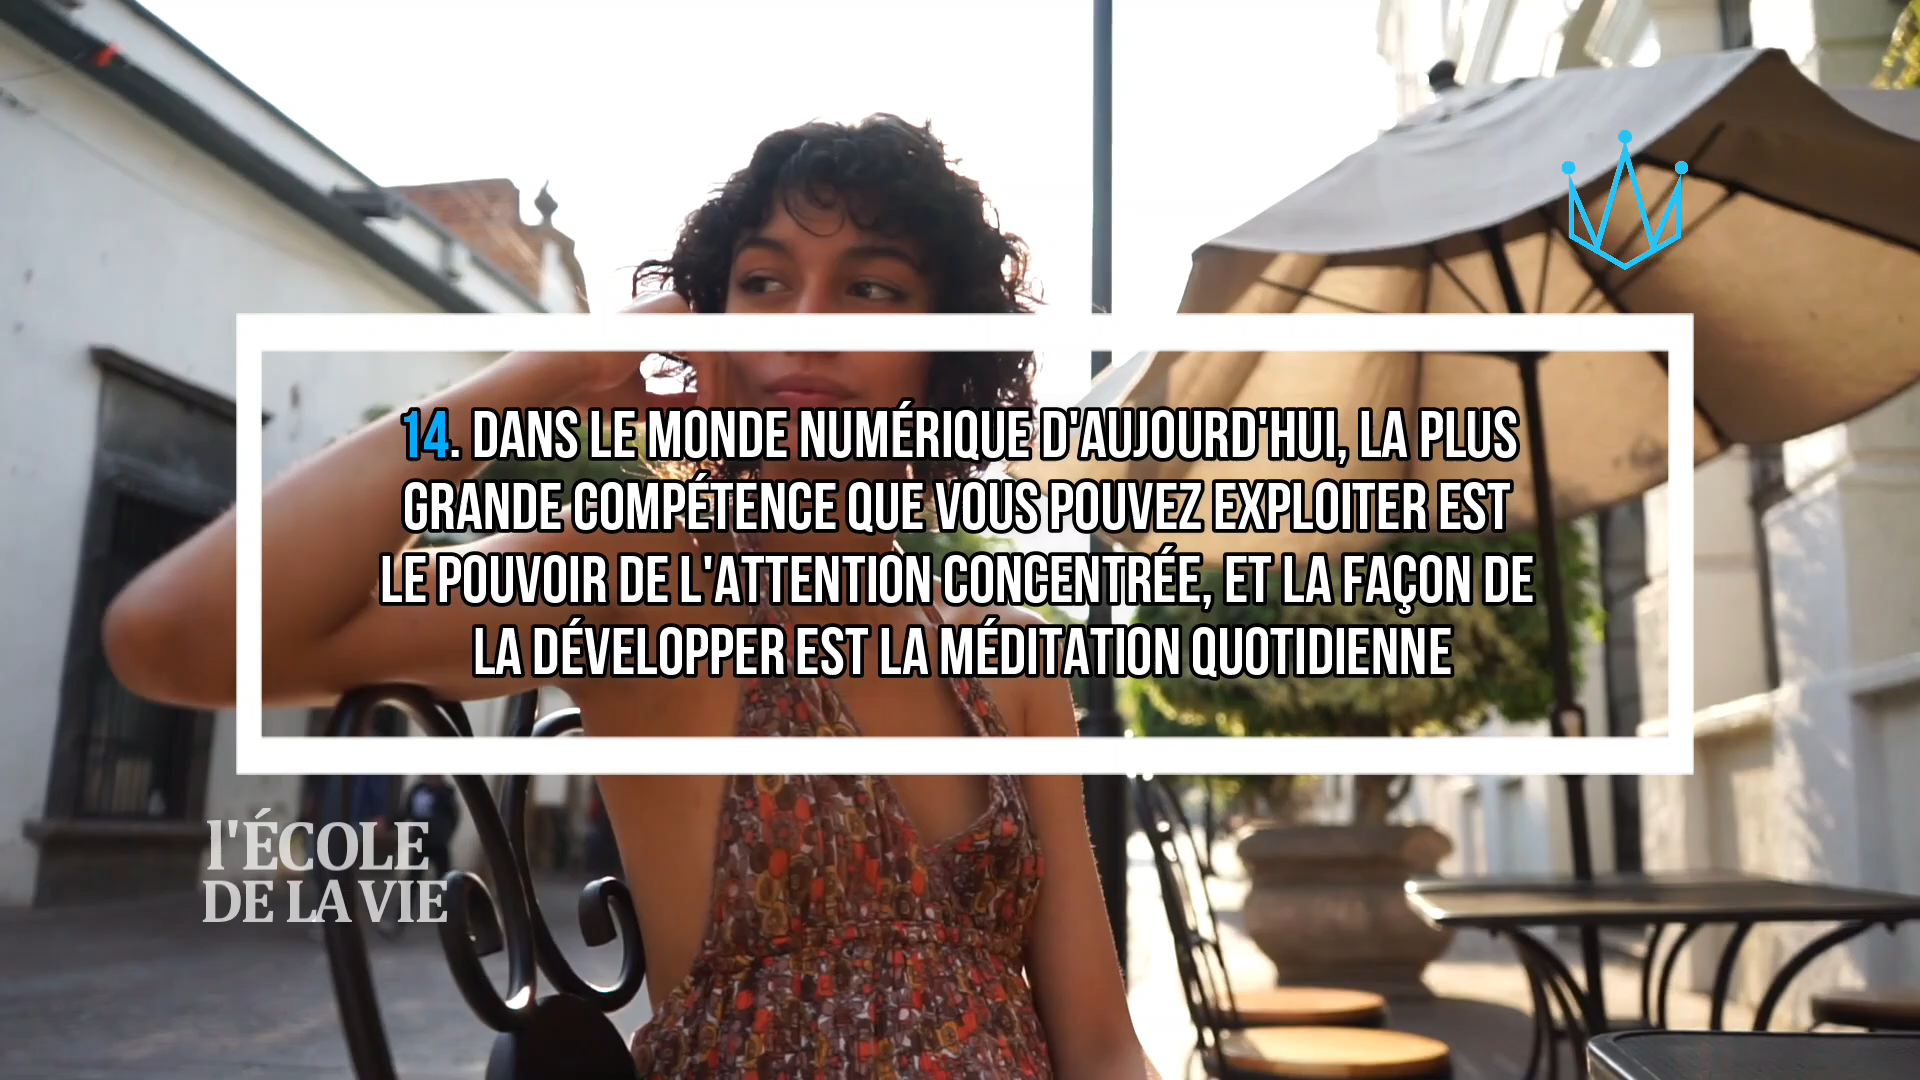 14. DANS LE MONDE NUMÉRIQUE D'AUJOURD'HUI, LA PLUS
GRANDE COMPÉTENCE QUE VOUS POUVEZ EXPLOITER EST
LE POUVOIR DE L'ATTENTION CONCENTRÉE, ET LA FAÇON DE
LA DÉVELOPPER EST LA MÉDITATION QUOTIDIENNE
l'ÉCOLE
DE LA VIE